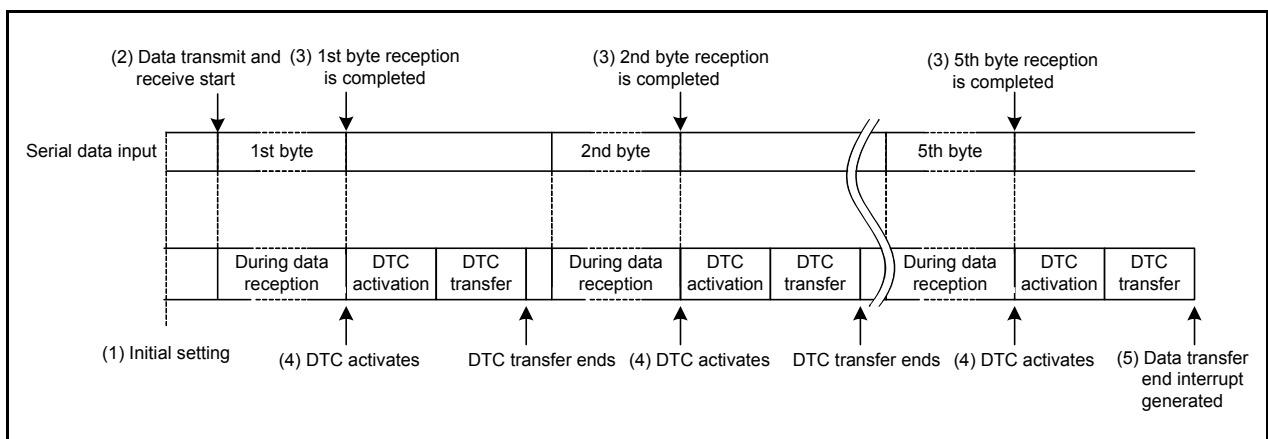 (2) Data transmit and
receive start
(3) 1st byte reception
is completed
(3) 2nd byte reception
is completed
(3) 5th byte reception
is completed
Serial data input
1st byte
2nd byte
5th byte
During data
reception
DTC
activation
DTC
transfer
During data
reception
DTC
activation
DTC
transfer
During data
reception
DTC
activation
DTC
transfer
(1) Initial setting
(4) DTC activates
DTC transfer ends
(4) DTC activates
DTC transfer ends
(4) DTC activates
(5) Data transfer
end interrupt
generated